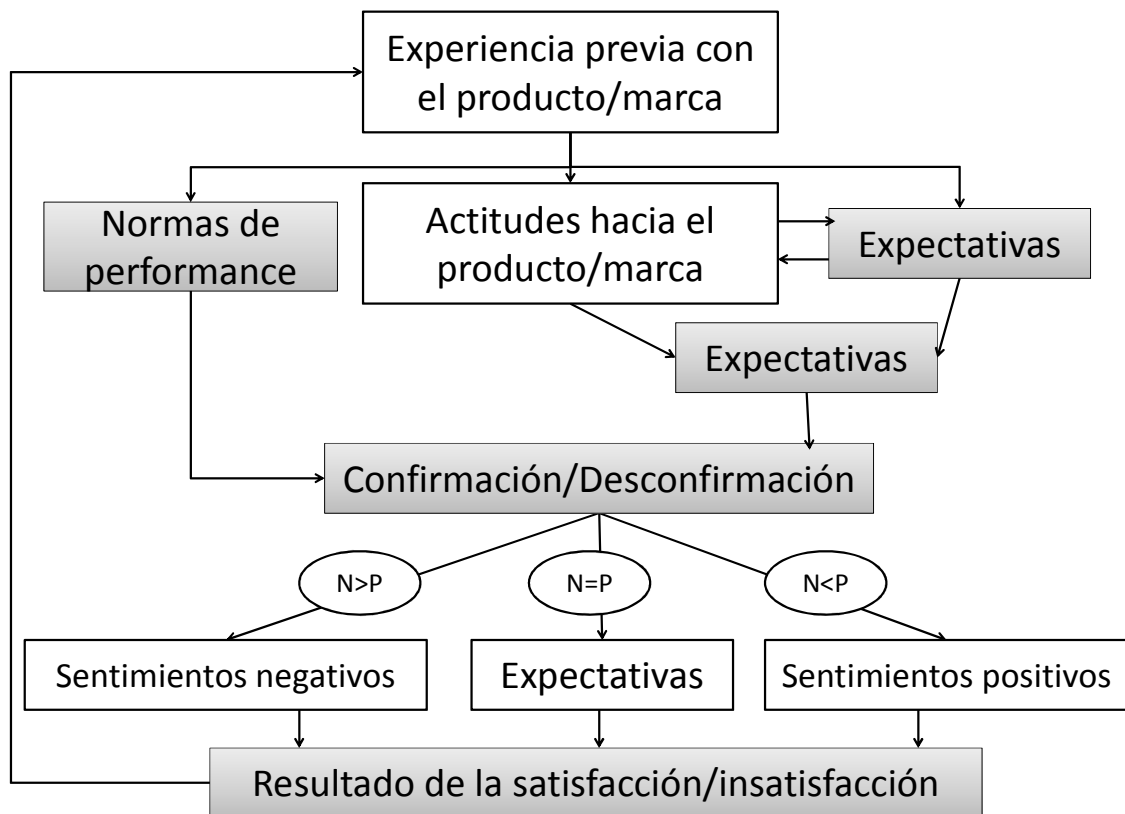 Experiencia previa con
el producto/marca
Normas de
performance
Actitudes hacia el
producto/marca
Expectativas
Expectativas
Confirmación/Desconfirmación
N>P
N=P
N<P
Sentimientos negativos
Expectativas
Sentimientos positivos
Resultado de la satisfacción/insatisfacción